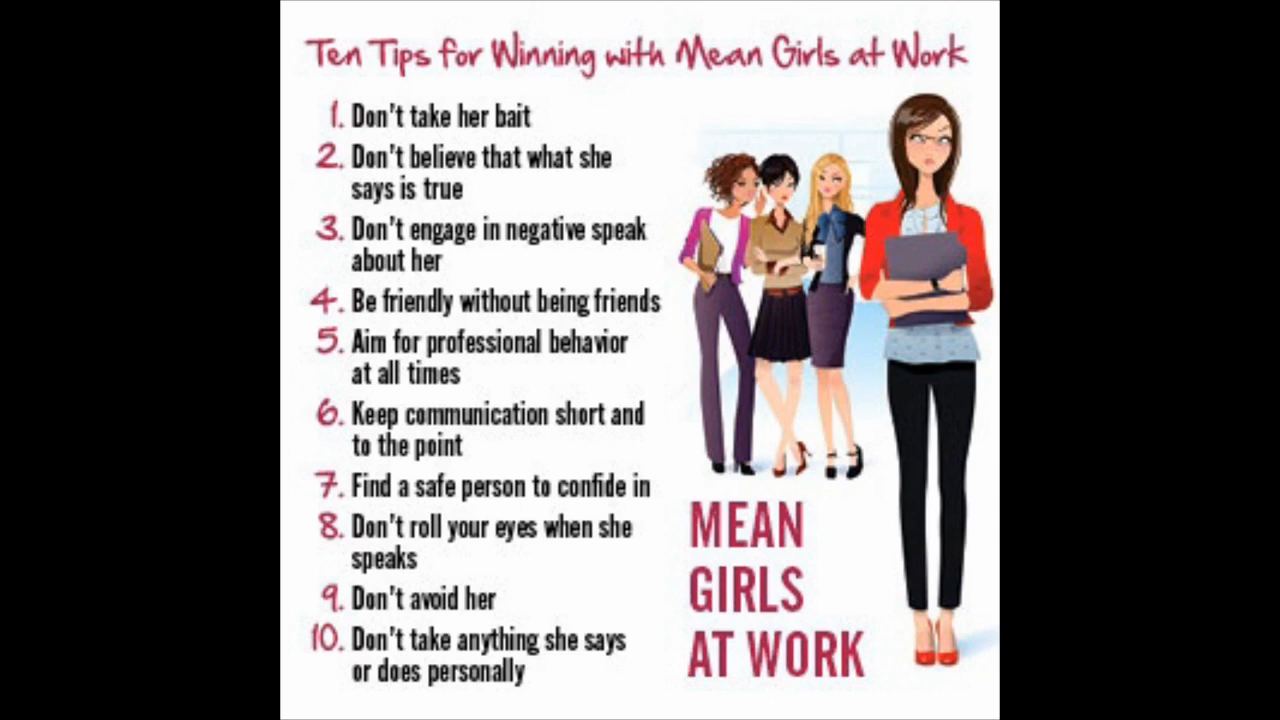 Ten Tips for Winning with Mean Girls at Work
1. Don't take her bait
2. Don't believe that what she
says is true
3. Don't engage in negative speak
about her
4. Be friendly without being friends
5. Aim for professional behavior
at all times
6. Keep communication short and
to the point
7. Find a safe person to confide in
8. Don't roll your eyes when she
speaks
9. Don't avoid her
10. Don't take anything she says
or does personally
MEAN
GIRLS
AT WORK